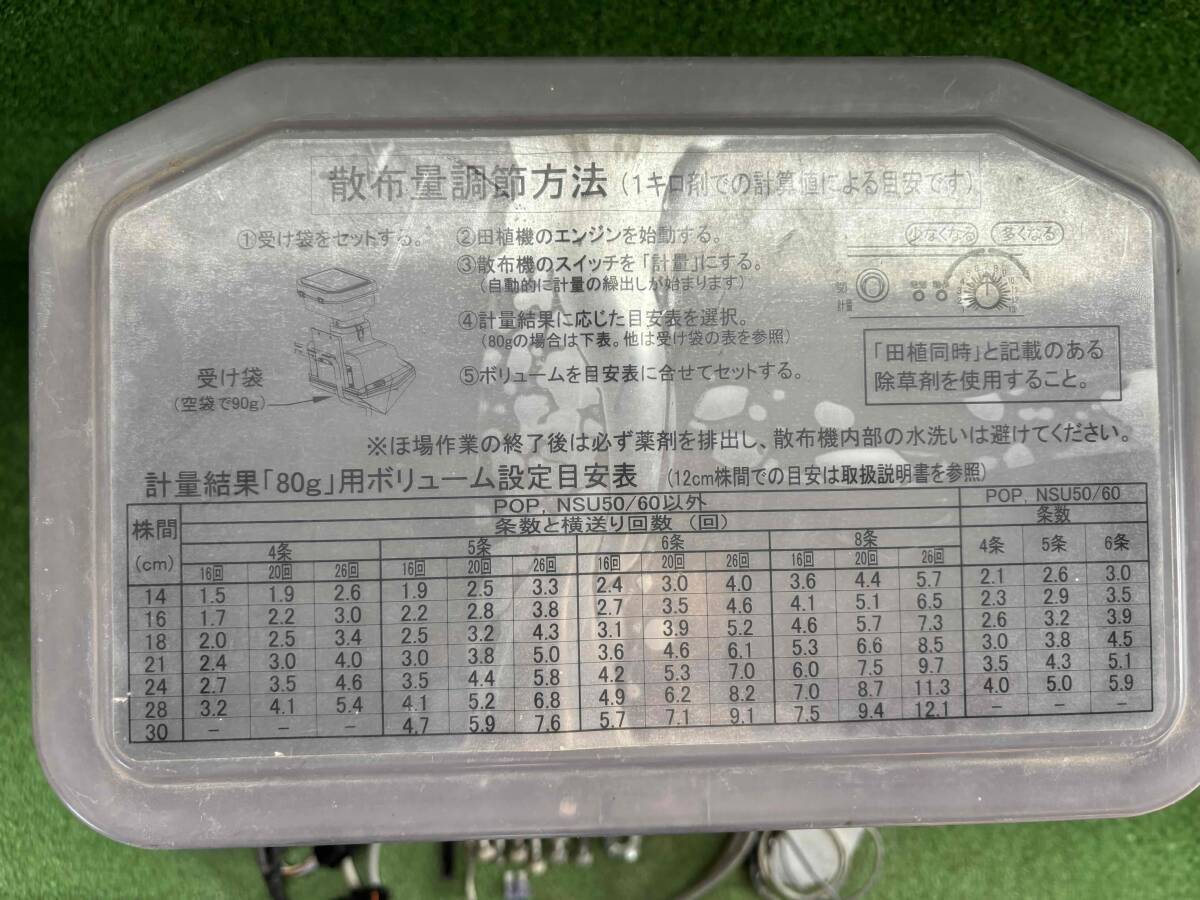 散布量調節方法(1キロ剤での計算値による目安です)
①受け袋をセットする。
②田植機のエンジンを始動する。
③散布機のスイッチを「計量」にする。
(自動的に計量の繰出しが始まります)
④計量結果に応じた目安表を選択。
(80gの場合は下表。他は受け袋の表を参照)
⑤ボリュームを目安表に合せてセットする。
受け袋
(空袋で90g)
少なくなる 多くなる
計量
「田植同時」と記載のある
除草剤を使用すること。
※ほ場作業の終了後は必ず薬剤を排出し、散布機内部の水洗いは避けてください。
計量結果「80g」用ボリューム設定目安表 (12cm株間での目安は取扱説明書を参照)
株間 POP, NSU50/60以外 POP, NSU50/60
条数と横送り回数 (回) 条数
(cm) 4条 5条 6条 8条 4条 5条 6条
16回 20回 26回 16回 20回 26回 16回 20回 26回 16回 20回 26回
14 1.5 1.9 2.6 1.9 2.5 3.3 2.4 3.0 4.0 3.6 4.4 5.7 2.1 2.6 3.0
16 1.7 2.2 3.0 2.2 2.8 3.8 2.7 3.5 4.6 4.1 5.1 6.5 2.3 2.9 3.5
18 2.0 2.5 3.4 2.5 3.2 4.3 3.1 3.9 5.2 4.6 5.7 7.3 2.6 3.2 3.9
21 2.4 3.0 4.0 3.0 3.8 5.0 3.6 4.6 6.1 5.3 6.6 8.5 3.0 3.8 4.5
24 2.7 3.5 4.6 3.5 4.4 5.8 4.2 5.3 7.0 6.0 7.5 9.7 3.5 4.3 5.1
28 3.2 4.1 5.4 4.1 5.2 6.8 4.9 6.2 8.2 7.0 8.7 11.3 4.0 5.0 5.9
30 – – – 4.7 5.9 7.6 5.7 7.1 9.1 7.5 9.4 12.1 – – –